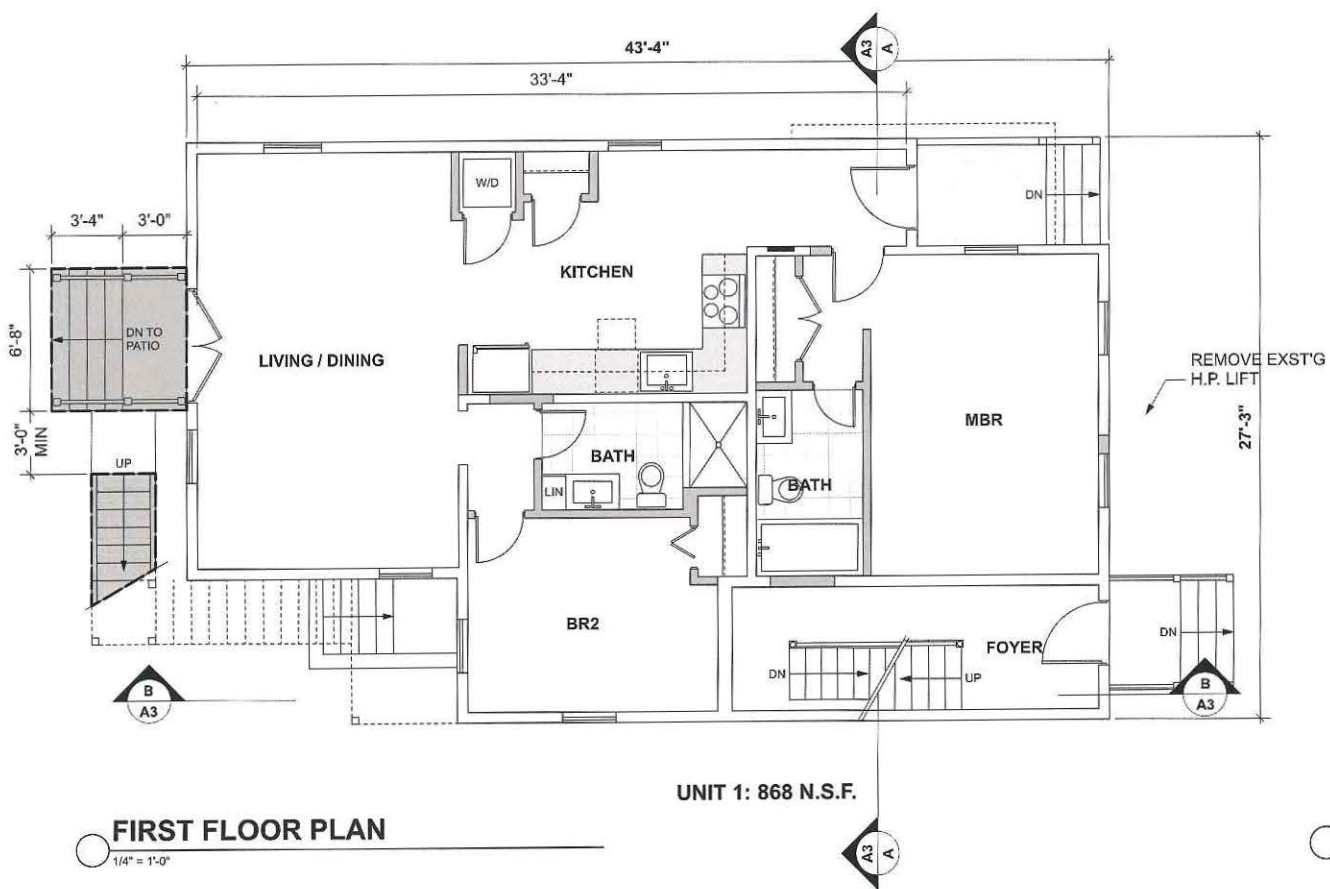 43'-4"
A3
A
33'-4"
W/D
DN
3'-4"
3'-0"
KITCHEN
DN TO
PATIO
6'-8"
LIVING / DINING
REMOVE EXST'G
H.P. LIFT
MBR
27'-3"
3'-0"
MIN
UP
BATH
BATH
LIN
BR2
FOYER
DN
DN
UP
B
A3
B
A3
UNIT 1: 868 N.S.F.
FIRST FLOOR PLAN
1/4" = 1'-0"
A3
A